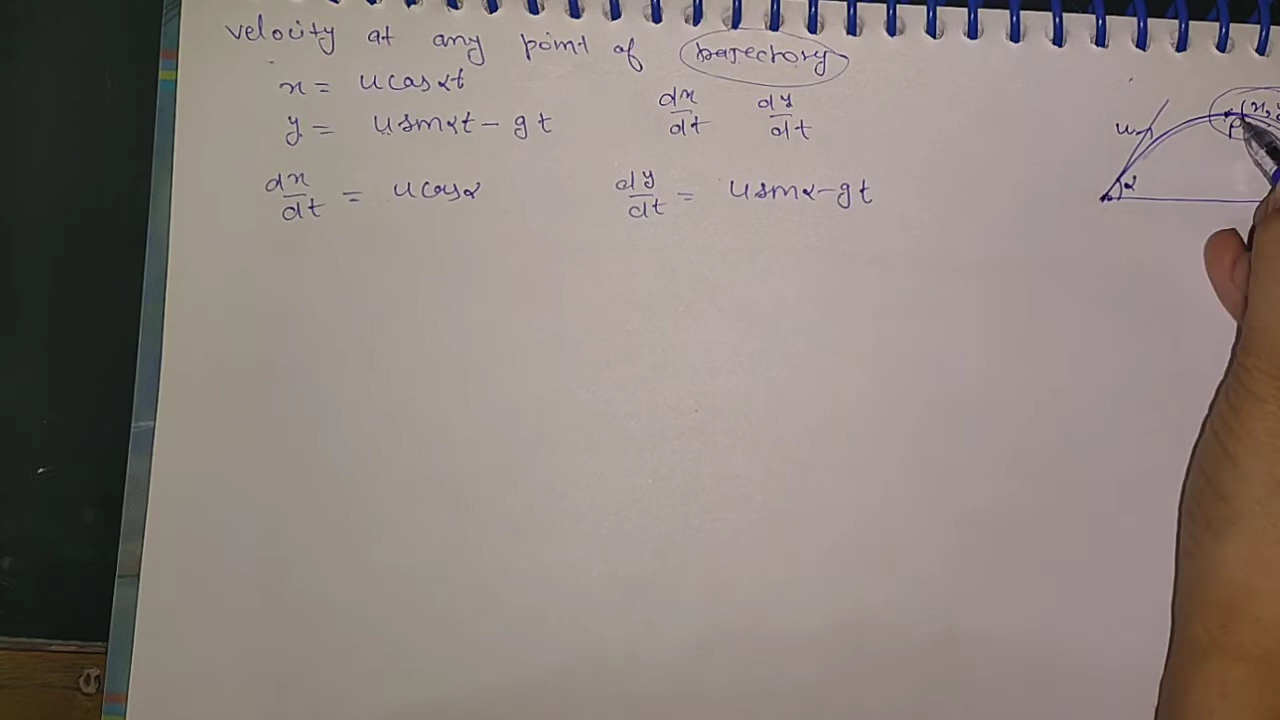 velocity at any point of trajectory
x = u cos α t
y = u sin α t - g t
dx/dt dy/dt
dx/dt = u cos α dy/dt = u sin α - g t
u
P
α